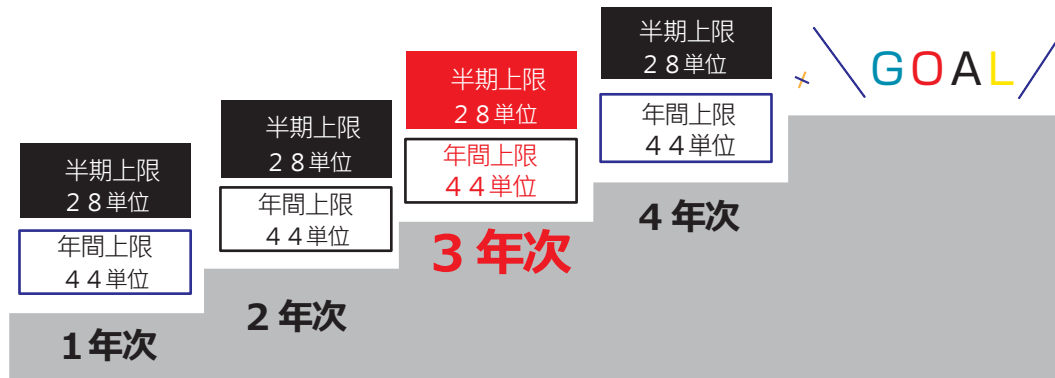 半期上限
２８単位
年間上限
４４単位
１年次
半期上限
２８単位
年間上限
４４単位
２年次
半期上限
２８単位
年間上限
４４単位
３年次
半期上限
２８単位
年間上限
４４単位
４年次
GOAL